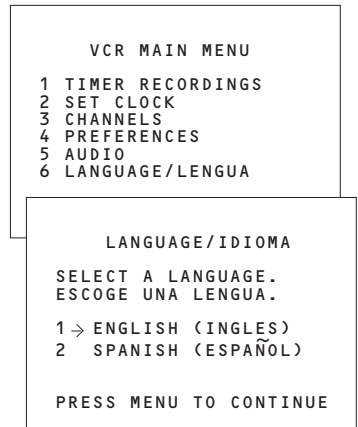 VCR MAIN MENU
1 TIMER RECORDINGS
2 SET CLOCK
3 CHANNELS
4 PREFERENCES
5 AUDIO
6 LANGUAGE/LENGUA
LANGUAGE/IDIOMA
SELECT A LANGUAGE.
ESCOGE UNA LENGUA.
1→ ENGLISH (INGLES)
2 SPANISH (ESPAÑOL)
PRESS MENU TO CONTINUE